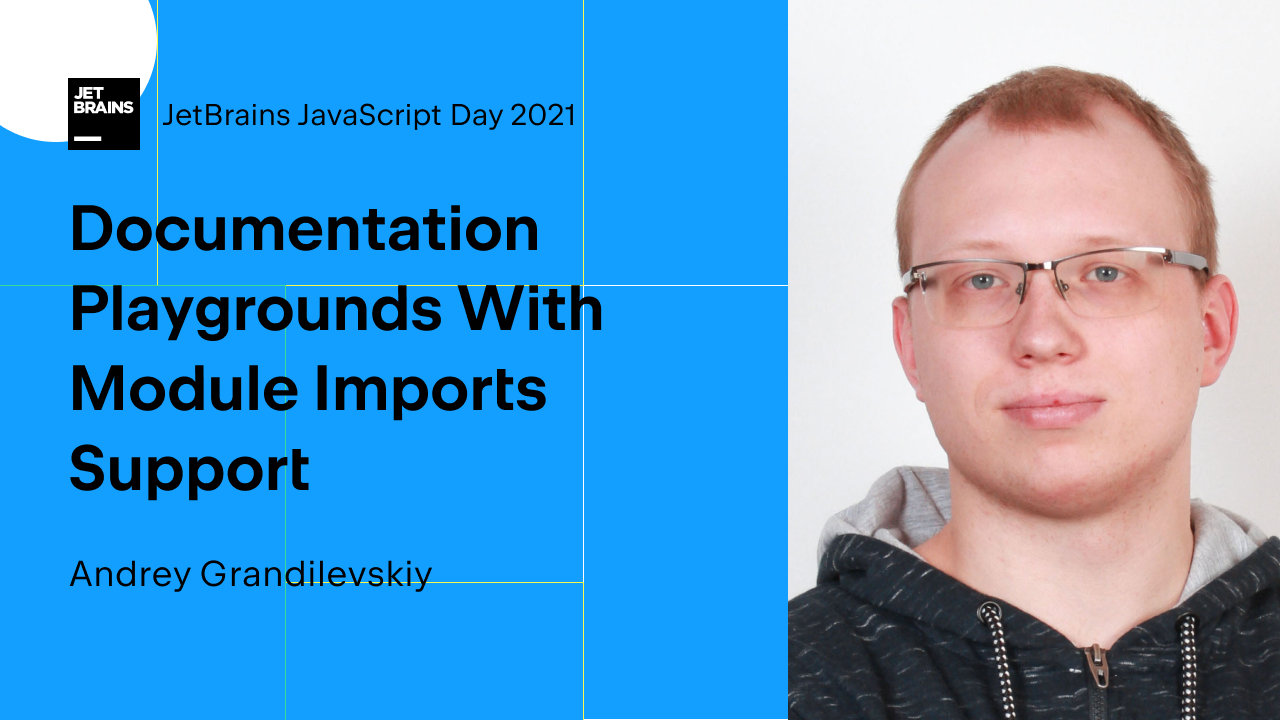 JET
BRAINS
JetBrains JavaScript Day 2021
Documentation
Playgrounds With
Module Imports
Support
Andrey Grandilevskiy